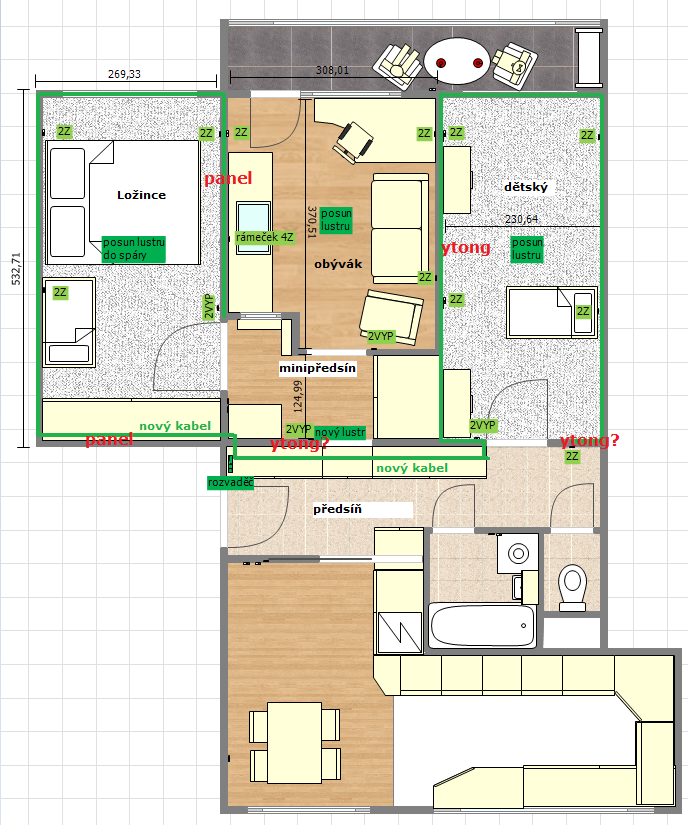 269,33
308,01
2Z
2Z
2Z
2Z
2Z
2Z
panel
Ložince
dětský
posun
lustru
370,51
230,64
posun lustru
do spáry
rámeček 4Z
ytong
posun
lustru
obývák
532,71
2Z
2Z
2Z
2VYP
2Z
2VYP
minipředsín
124,99
nový kabel
2VYP
nový lustr
2VYP
panel
ytong?
ytong?
2Z
nový kabel
rozvaděč
předsíň